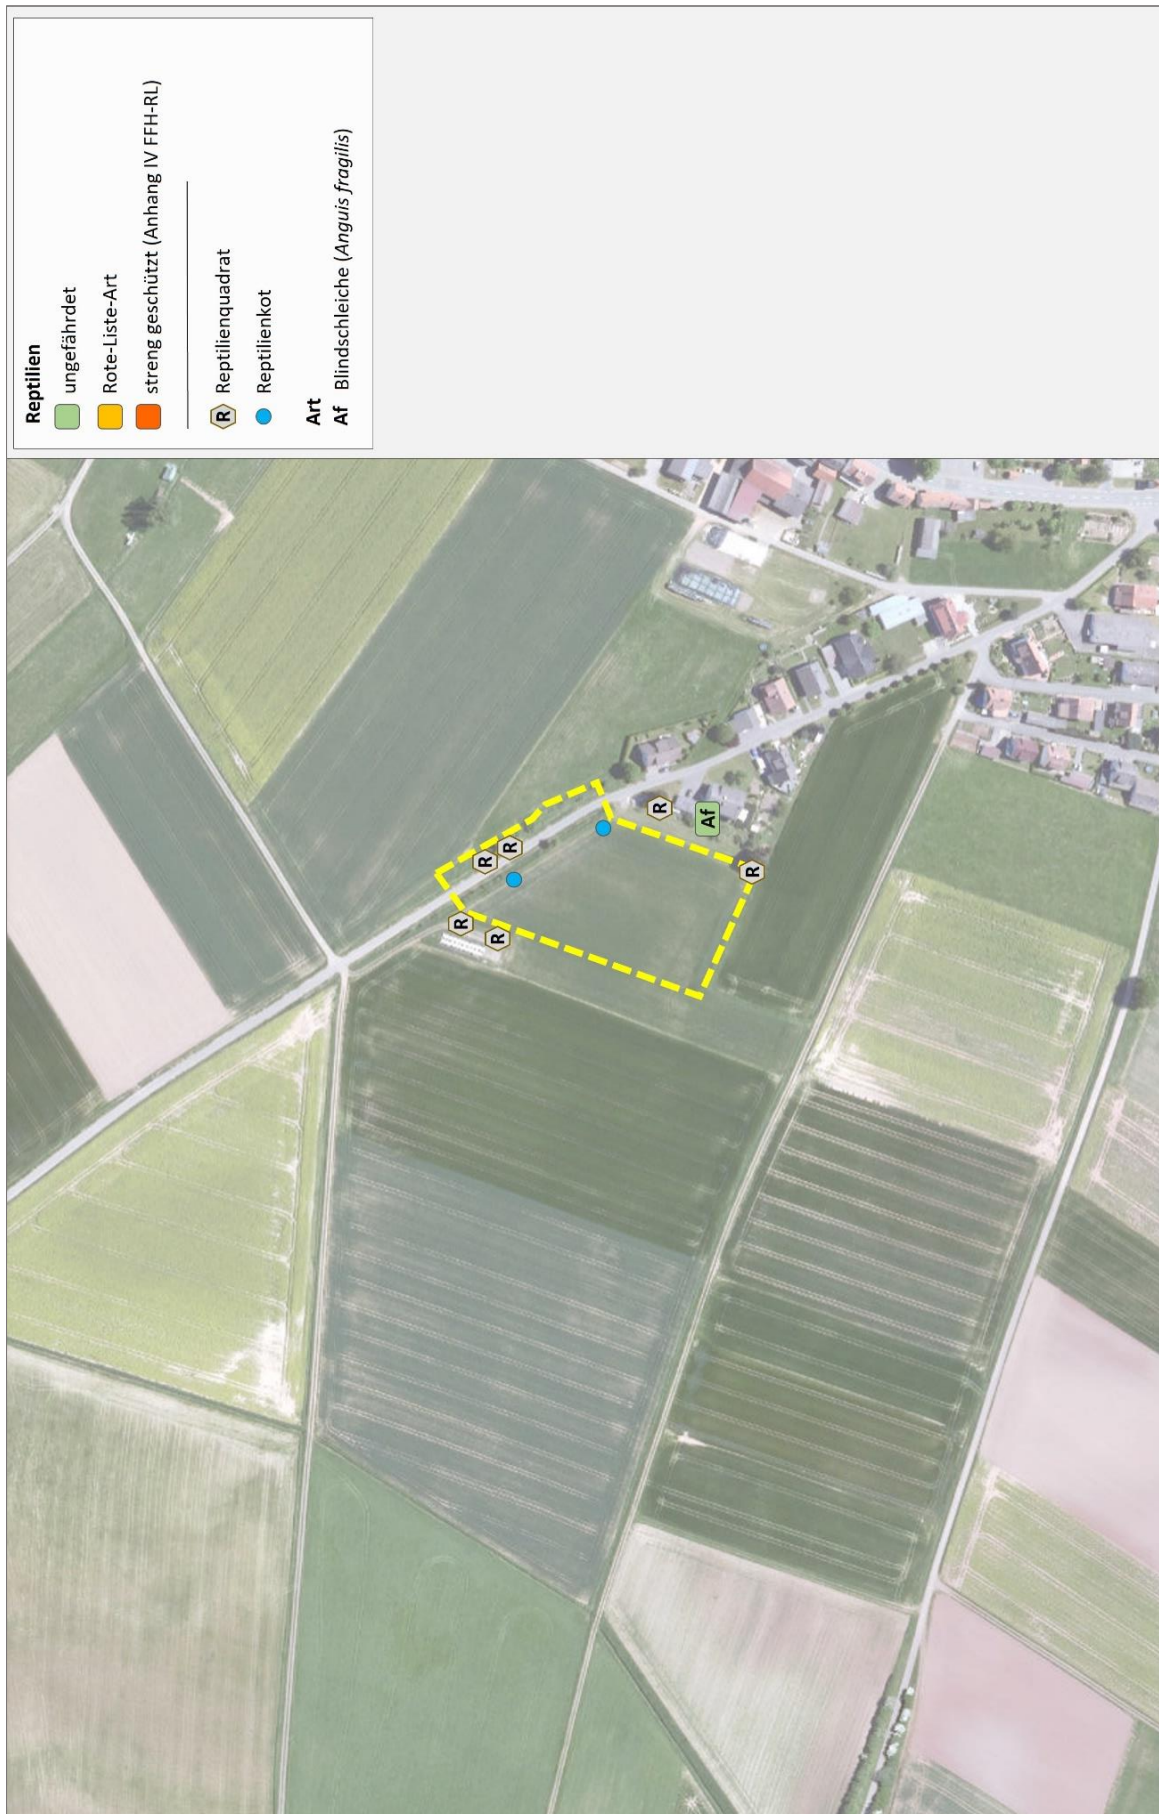 Reptilien
ungefährdet
Rote-Liste-Art
streng geschützt (Anhang IV FFH-RL)
R Reptilienquadrat
Reptilienkot
Art
Af Blindschleiche (Anguis fragilis)
R
R
R
R
R
Af
R